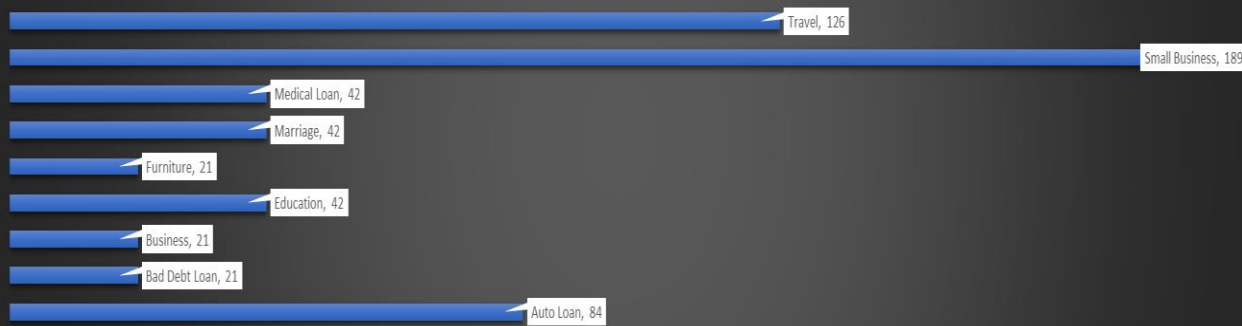 Travel, 126
Small Business, 189
Medical Loan, 42
Marriage, 42
Furniture, 21
Education, 42
Business, 21
Bad Debt Loan, 21
Auto Loan, 84